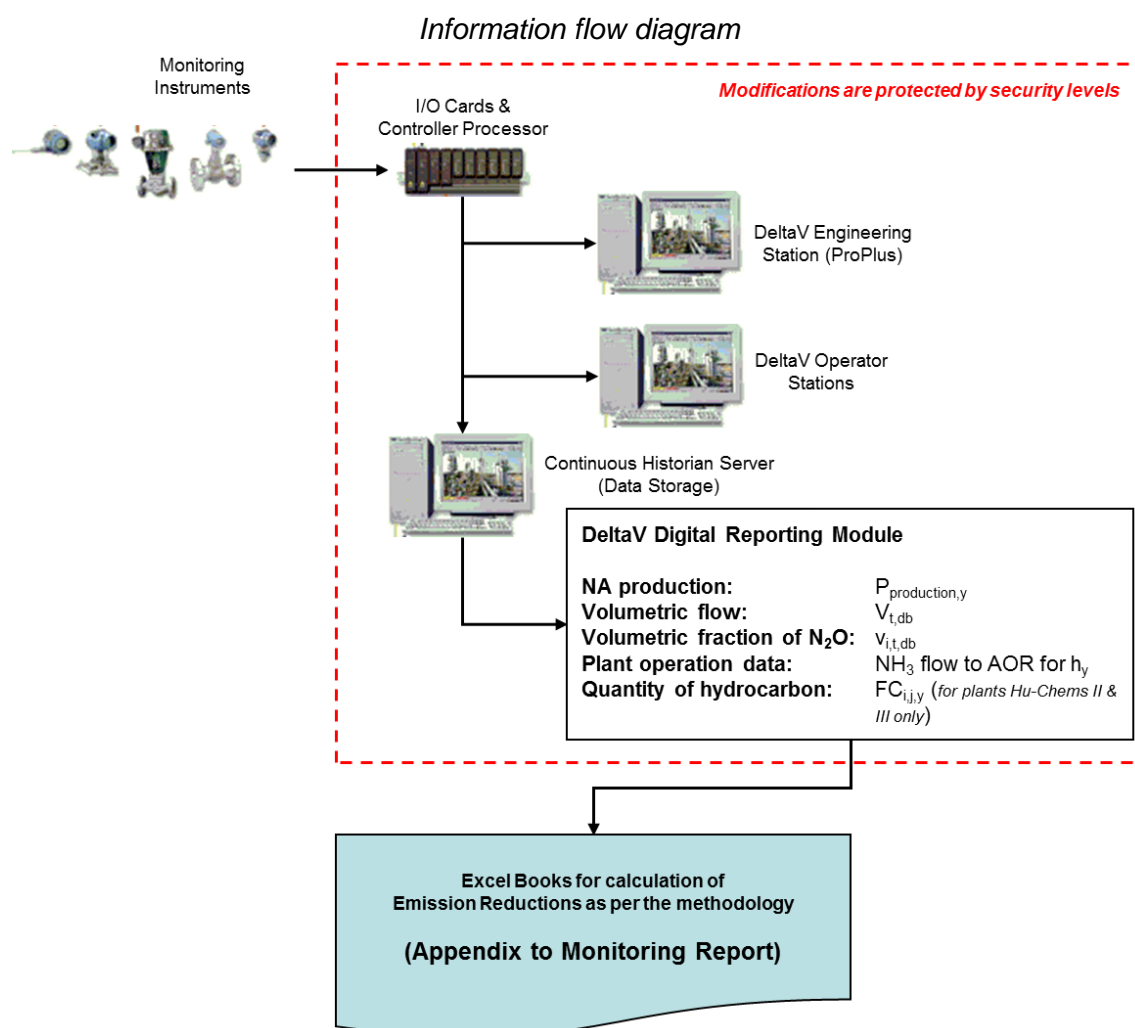 Information flow diagram
Monitoring
Instruments
Modifications are protected by security levels
I/O Cards &
Controller Processor
DeltaV Engineering
Station (ProPlus)
DeltaV Operator
Stations
Continuous Historian Server
(Data Storage)
DeltaV Digital Reporting Module
NA production: Pproduction,y
Volumetric flow: Vt,db
Volumetric fraction of N2O: vi,t,db
Plant operation data: NH3 flow to AOR for hy
Quantity of hydrocarbon: FCi,j,y (for plants Hu-Chems II &
III only)
Excel Books for calculation of
Emission Reductions as per the methodology
(Appendix to Monitoring Report)